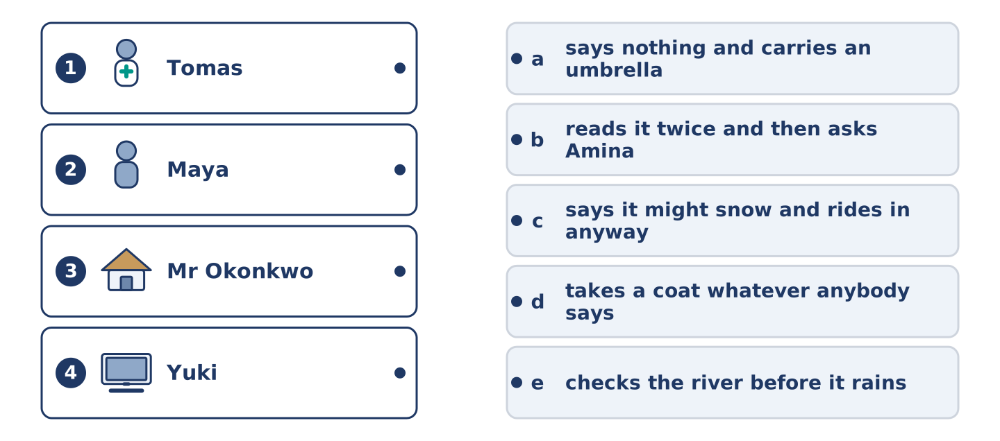 1 Tomas
2 Maya
3 Mr Okonkwo
4 Yuki
a says nothing and carries an
umbrella
b reads it twice and then asks
Amina
c says it might snow and rides in
anyway
d takes a coat whatever anybody
says
e checks the river before it rains